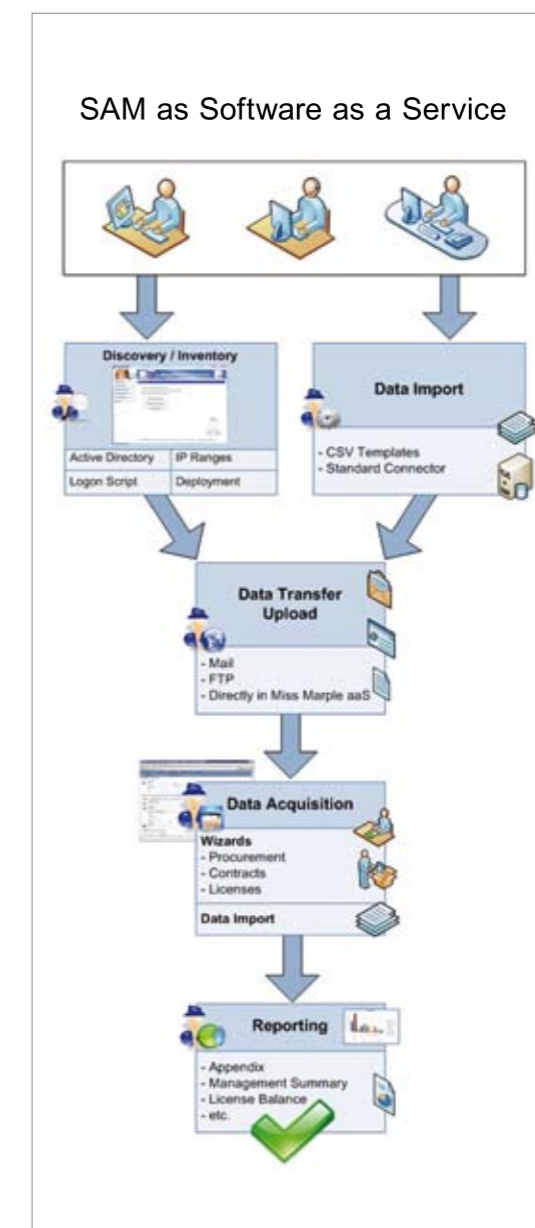 SAM as Software as a Service
Discovery / Inventory
Active Directory
IP Ranges
Logon Script
Deployment
Data Import
- CSV Templates
- Standard Connector
Data Transfer
Upload
- Mail
- FTP
- Directly in Miss Marple aaS
Data Acquisition
Wizards
- Procurement
- Contracts
- Licenses
Data Import
Reporting
- Appendix
- Management Summary
- License Balance
- etc.